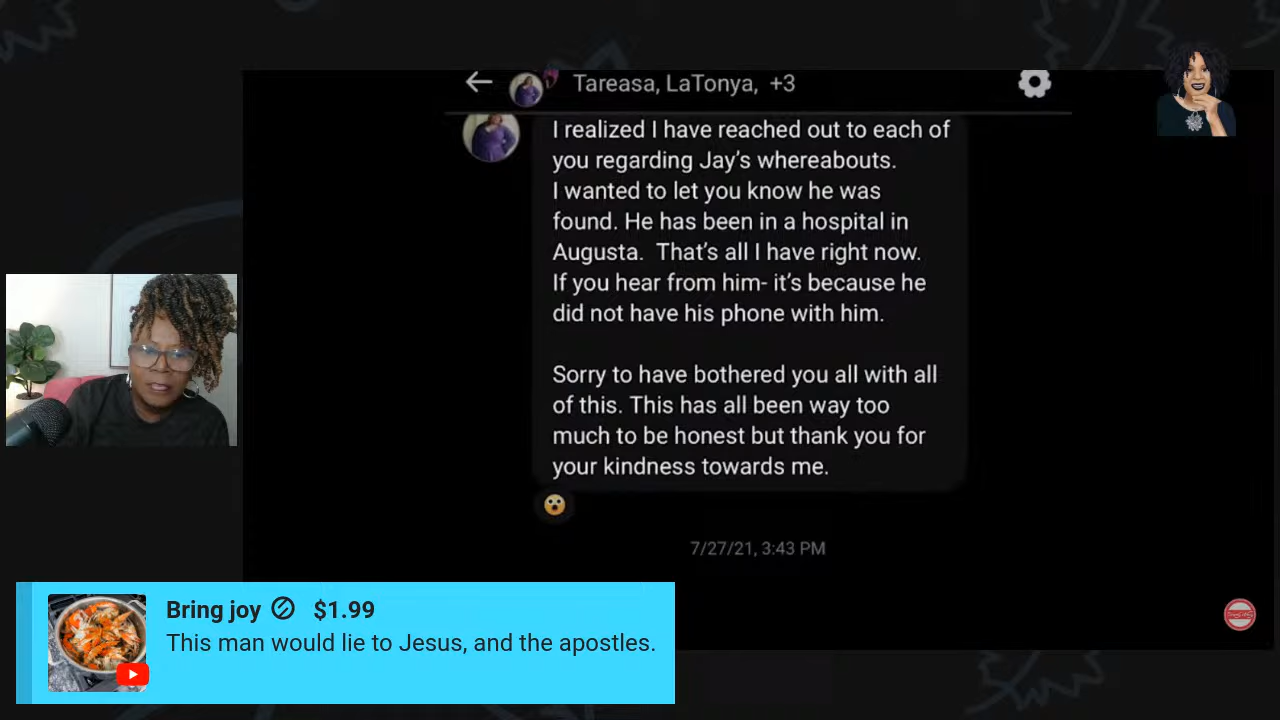 Tareasa, LaTonya, +3
I realized I have reached out to each of
you regarding Jay's whereabouts.
I wanted to let you know he was
found. He has been in a hospital in
Augusta.  That's all I have right now.
If you hear from him- it's because he
did not have his phone with him.
Sorry to have bothered you all with all
of this. This has all been way too
much to be honest but thank you for
your kindness towards me.
7/27/21, 3:43 PM
Bring joy $1.99
This man would lie to Jesus, and the apostles.